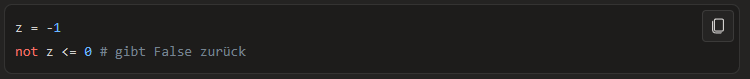 z = -1
not z <= 0 # gibt False zurück